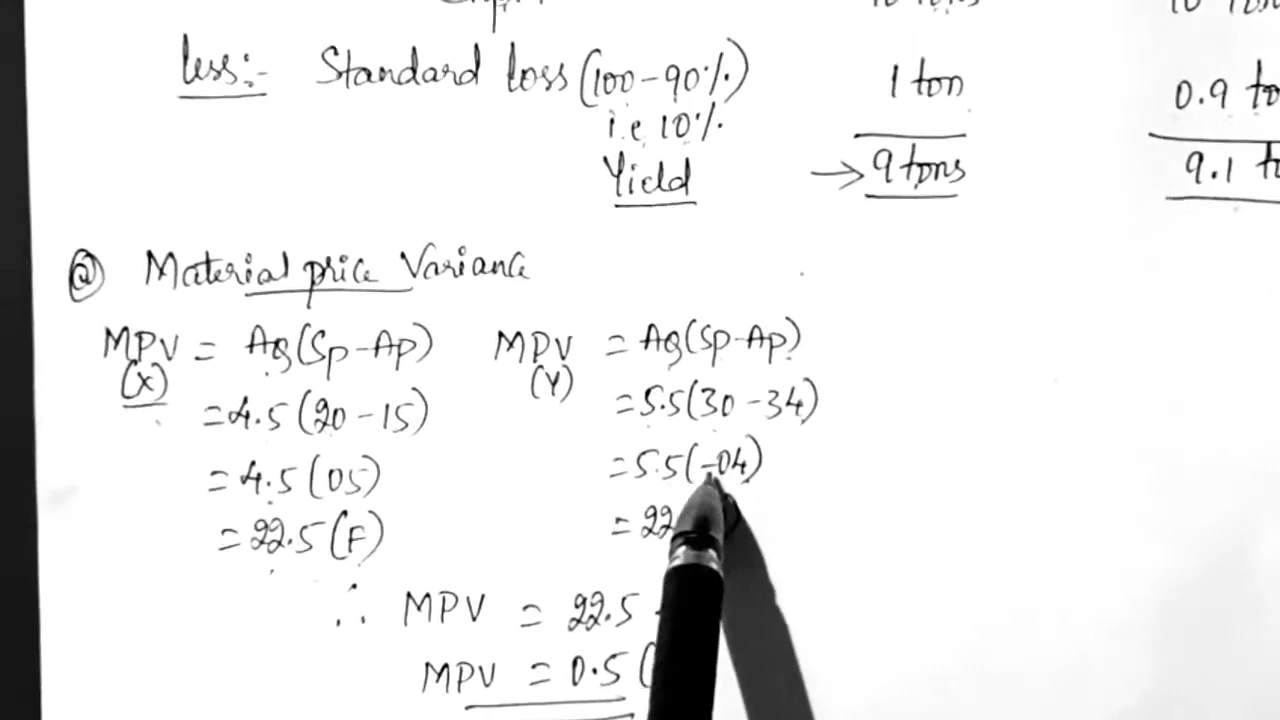 less:- Standard loss (100-90%) 1 ton 0.9
i.e 10%
Yield → 9 tons 9.1
a) Material price Variance
MPV = AQ(Sp-Ap) MPV = AQ(Sp-Ap)
(X) (Y)
=4.5(20-15) =5.5(30-34)
=4.5(05) =5.5(-04)
=22.5(F) =22
∴ MPV = 22.5
MPV = 0.5 (